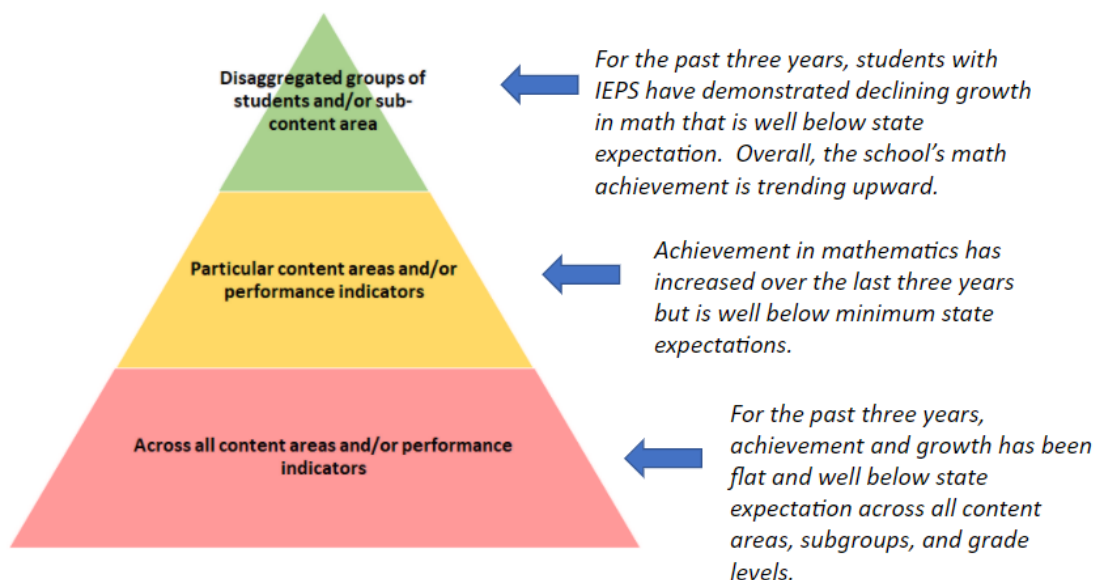 Disaggregated groups of
students and/or sub-
content area
For the past three years, students with
IEPS have demonstrated declining growth
in math that is well below state
expectation.  Overall, the school's math
achievement is trending upward.
Particular content areas and/or
performance indicators
Achievement in mathematics has
increased over the last three years
but is well below minimum state
expectations.
Across all content areas and/or performance
indicators
For the past three years,
achievement and growth has been
flat and well below state
expectation across all content
areas, subgroups, and grade
levels.